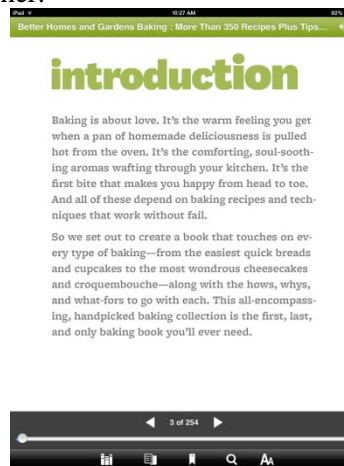 iPad
10:27 AM
92%
Better Homes and Gardens Baking : More Than 350 Recipes Plus Tips...
introduction
Baking is about love. It's the warm feeling you get
when a pan of homemade deliciousness is pulled
hot from the oven. It's the comforting, soul-sooth-
ing aromas wafting through your kitchen. It's the
first bite that makes you happy from head to toe.
And all of these depend on baking recipes and tech-
niques that work without fail.
So we set out to create a book that touches on ev-
ery type of baking—from the easiest quick breads
and cupcakes to the most wondrous cheesecakes
and croquembouche—along with the hows, whys,
and what-fors to go with each. This all-encompass-
ing, handpicked baking collection is the first, last,
and only baking book you'll ever need.
3 of 254
AA